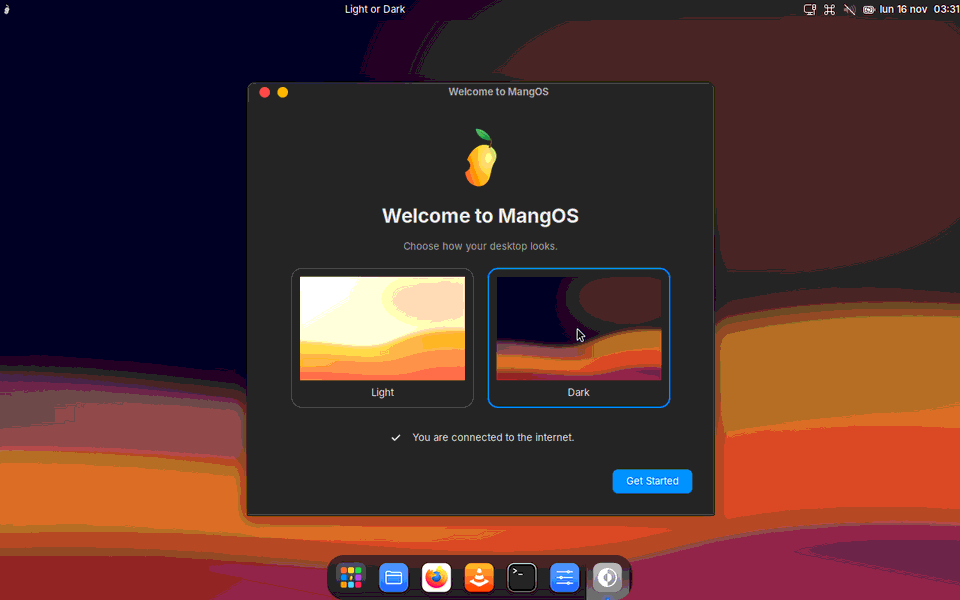 Light or Dark
lun 16 nov 03:31
Welcome to MangOS
Welcome to MangOS
Choose how your desktop looks.
Light
Dark
You are connected to the internet.
Get Started
>-